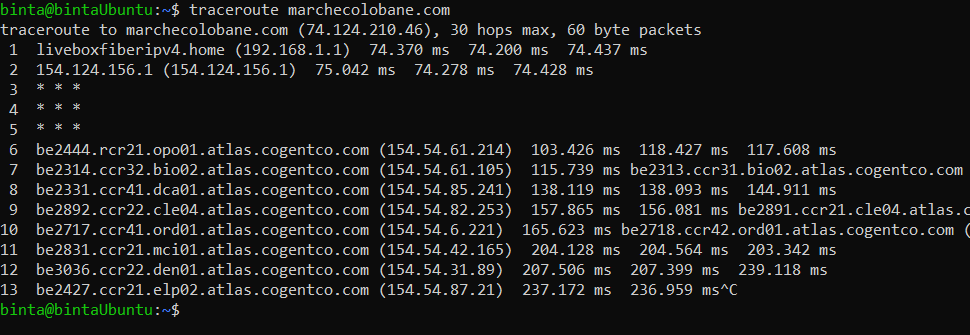 binta@bintaUbuntu:~$ traceroute marchecolobane.com
traceroute to marchecolobane.com (74.124.210.46), 30 hops max, 60 byte packets
1 liveboxfiberipv4.home (192.168.1.1) 74.370 ms 74.200 ms 74.437 ms
2 154.124.156.1 (154.124.156.1) 75.042 ms 74.278 ms 74.428 ms
3 * * *
4 * * *
5 * * *
6 be2444.rcr21.opo01.atlas.cogentco.com (154.54.61.214) 103.426 ms 118.427 ms 117.608 ms
7 be2314.ccr32.bio02.atlas.cogentco.com (154.54.61.105) 115.739 ms be2313.ccr31.bio02.atlas.cogentco.com
8 be2331.ccr41.dca01.atlas.cogentco.com (154.54.85.241) 138.119 ms 138.093 ms 144.911 ms
9 be2892.ccr22.cle04.atlas.cogentco.com (154.54.82.253) 157.865 ms 156.081 ms be2891.ccr21.cle04.atlas.c
10 be2717.ccr41.ord01.atlas.cogentco.com (154.54.6.221) 165.623 ms be2718.ccr42.ord01.atlas.cogentco.com (
11 be2831.ccr21.mci01.atlas.cogentco.com (154.54.42.165) 204.128 ms 204.564 ms 203.342 ms
12 be3036.ccr22.den01.atlas.cogentco.com (154.54.31.89) 207.506 ms 207.399 ms 239.118 ms
13 be2427.ccr21.elp02.atlas.cogentco.com (154.54.87.21) 237.172 ms 236.959 ms^C
binta@bintaUbuntu:~$